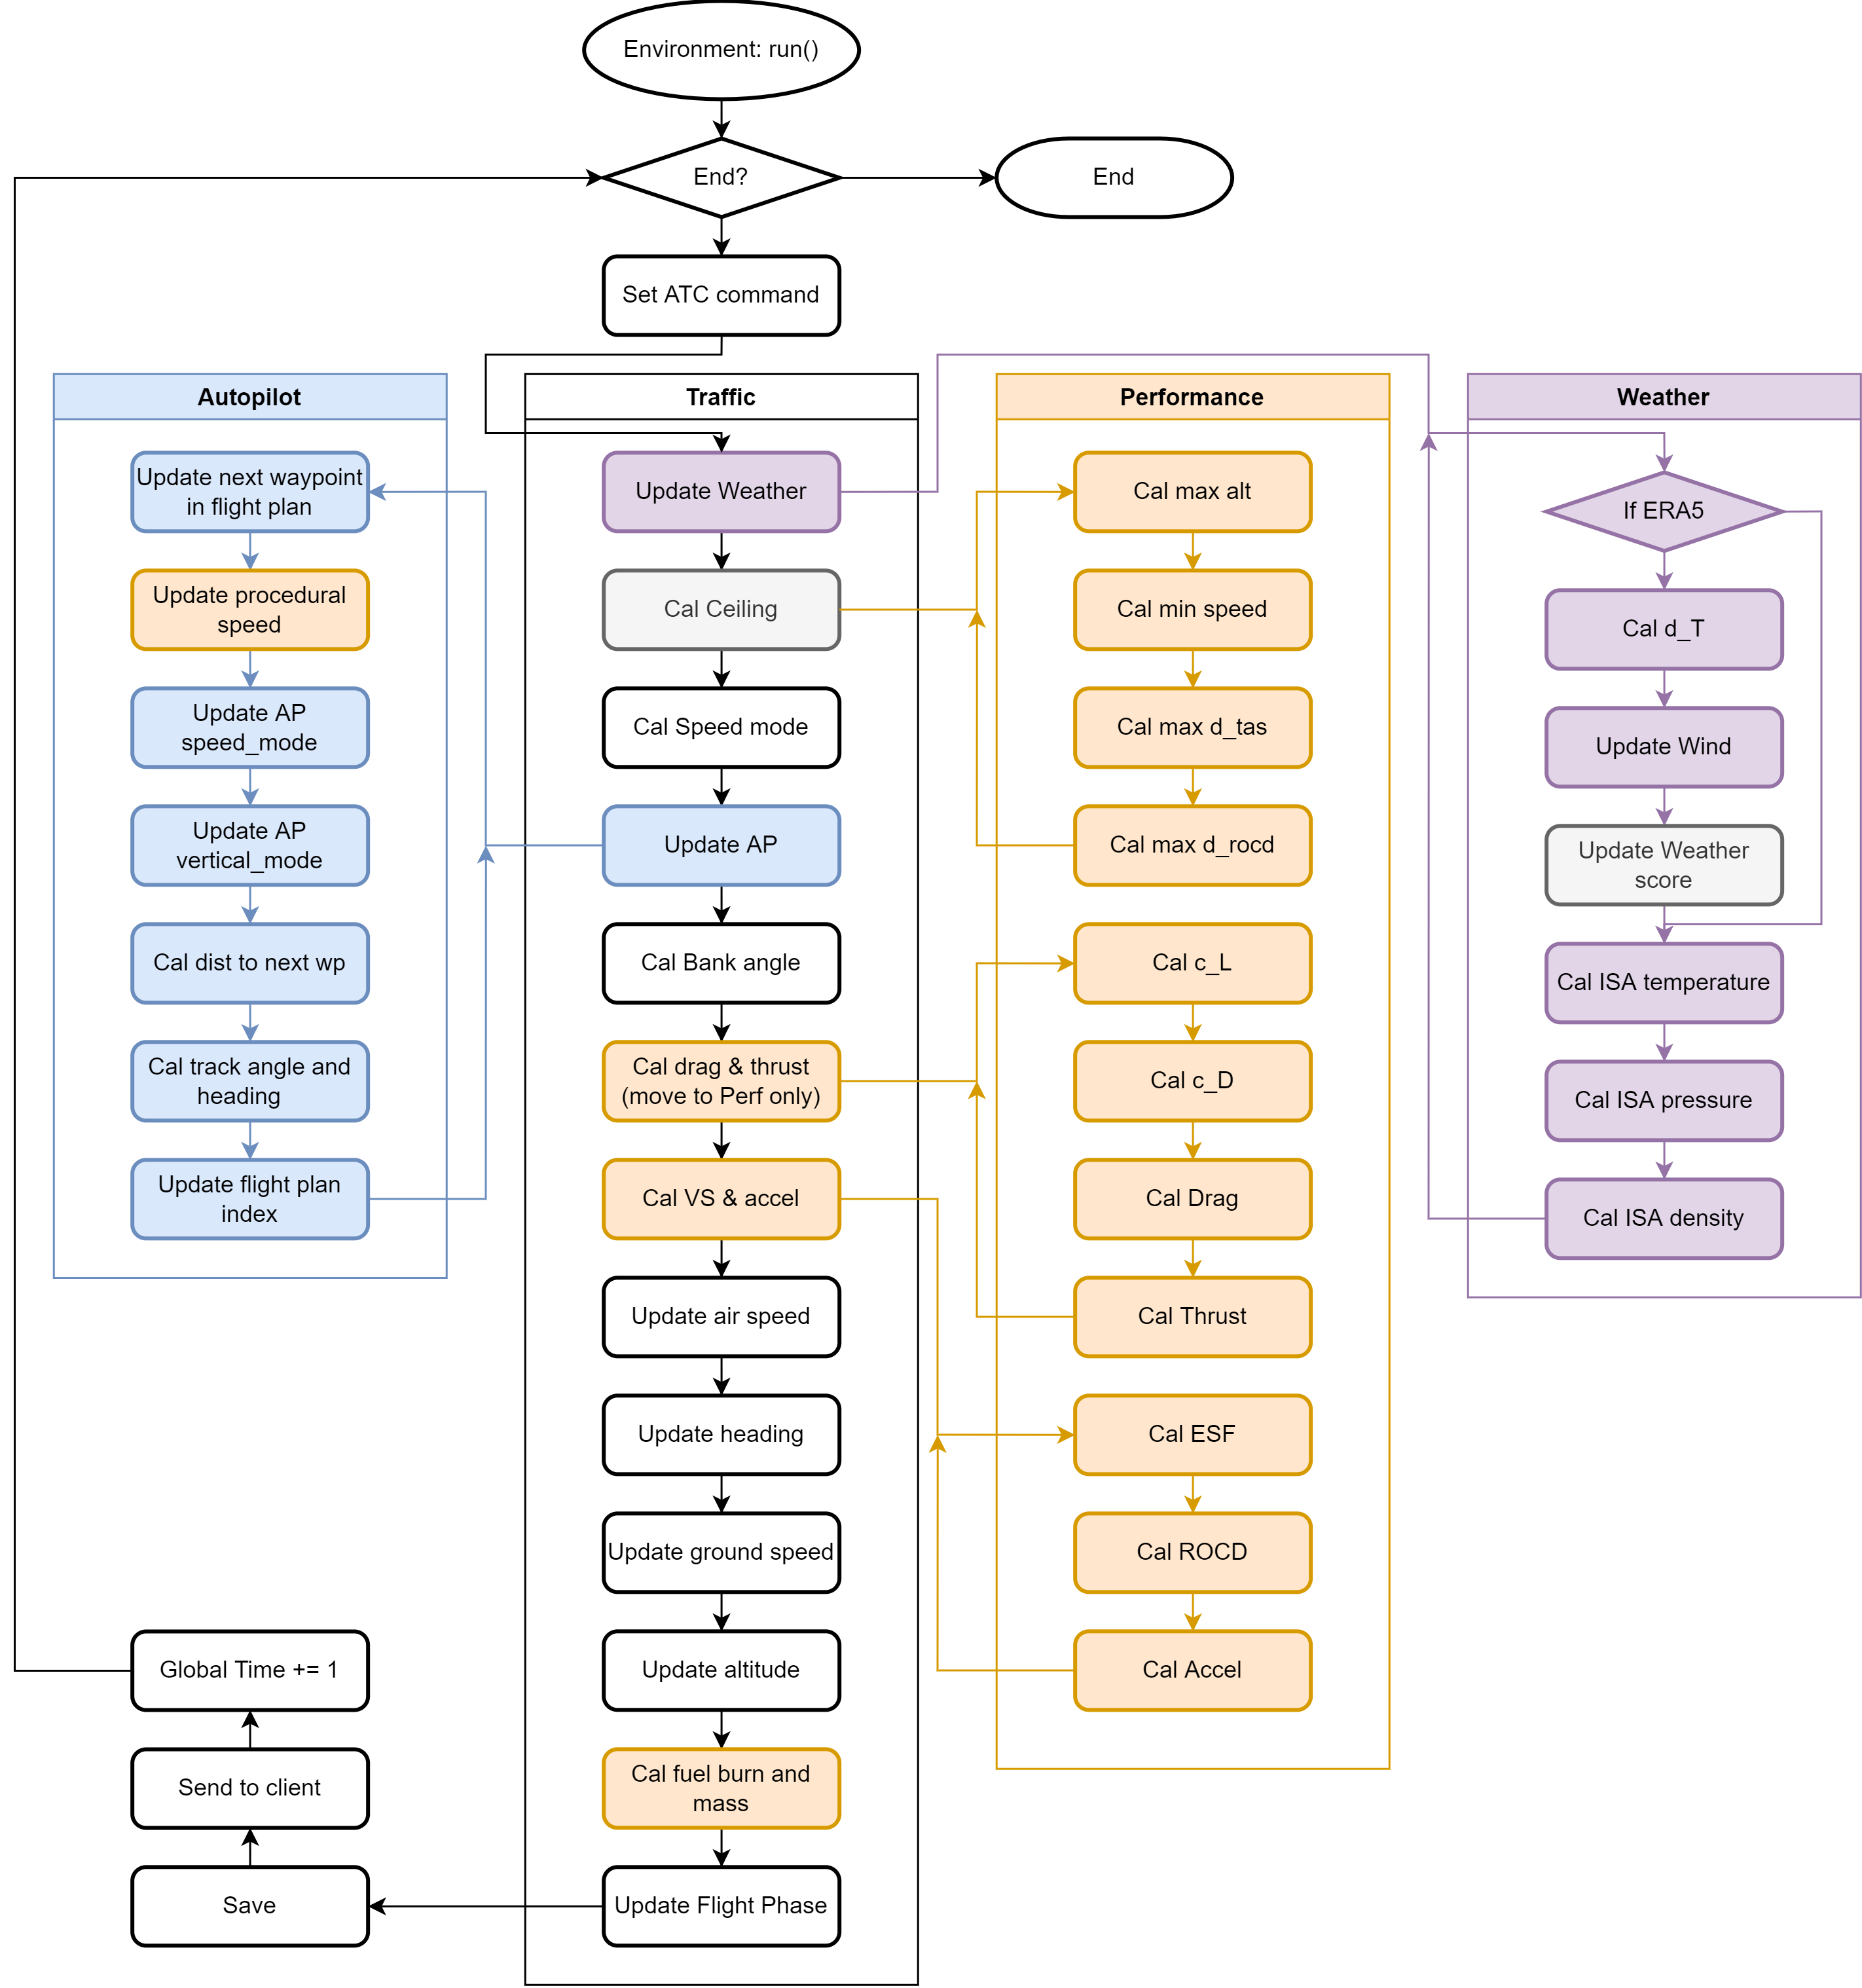 Environment: run()
End?
End
Set ATC command
Autopilot
Update next waypoint
in flight plan
Update procedural
speed
Update AP
speed_mode
Update AP
vertical_mode
Cal dist to next wp
Cal track angle and
heading
Update flight plan
index
Traffic
Update Weather
Cal Ceiling
Cal Speed mode
Update AP
Cal Bank angle
Cal drag & thrust
(move to Perf only)
Cal VS & accel
Update air speed
Update heading
Update ground speed
Update altitude
Cal fuel burn and
mass
Update Flight Phase
Performance
Cal max alt
Cal min speed
Cal max d_tas
Cal max d_rocd
Cal c_L
Cal c_D
Cal Drag
Cal Thrust
Cal ESF
Cal ROCD
Cal Accel
Weather
If ERA5
Cal d_T
Update Wind
Update Weather
score
Cal ISA temperature
Cal ISA pressure
Cal ISA density
Global Time += 1
Send to client
Save